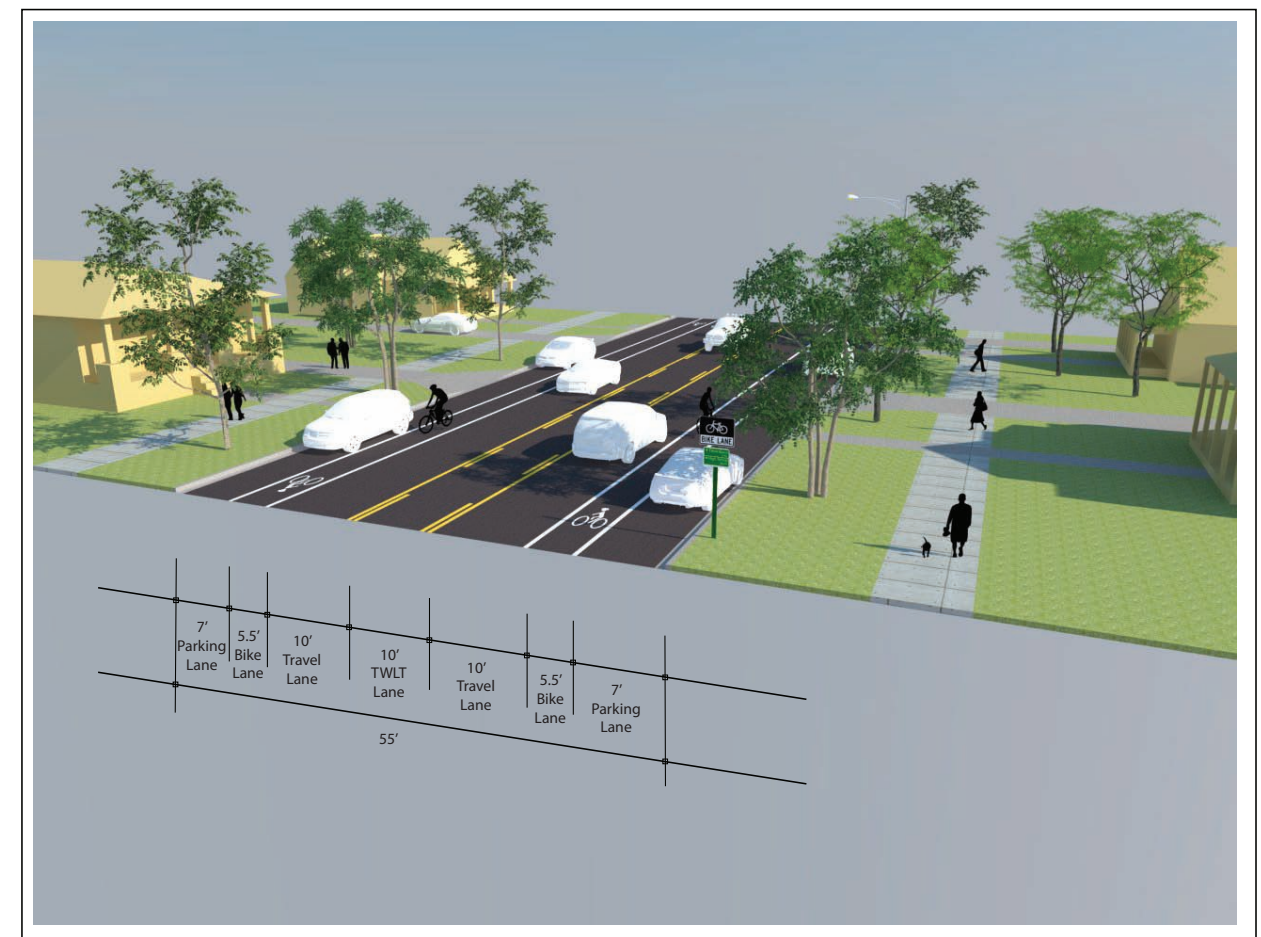 BIKE LANE
7’
Parking
Lane
5.5’
Bike
Lane
10’
Travel
Lane
10’
TWLT
Lane
10’
Travel
Lane
5.5’
Bike
Lane
7’
Parking
Lane
55’